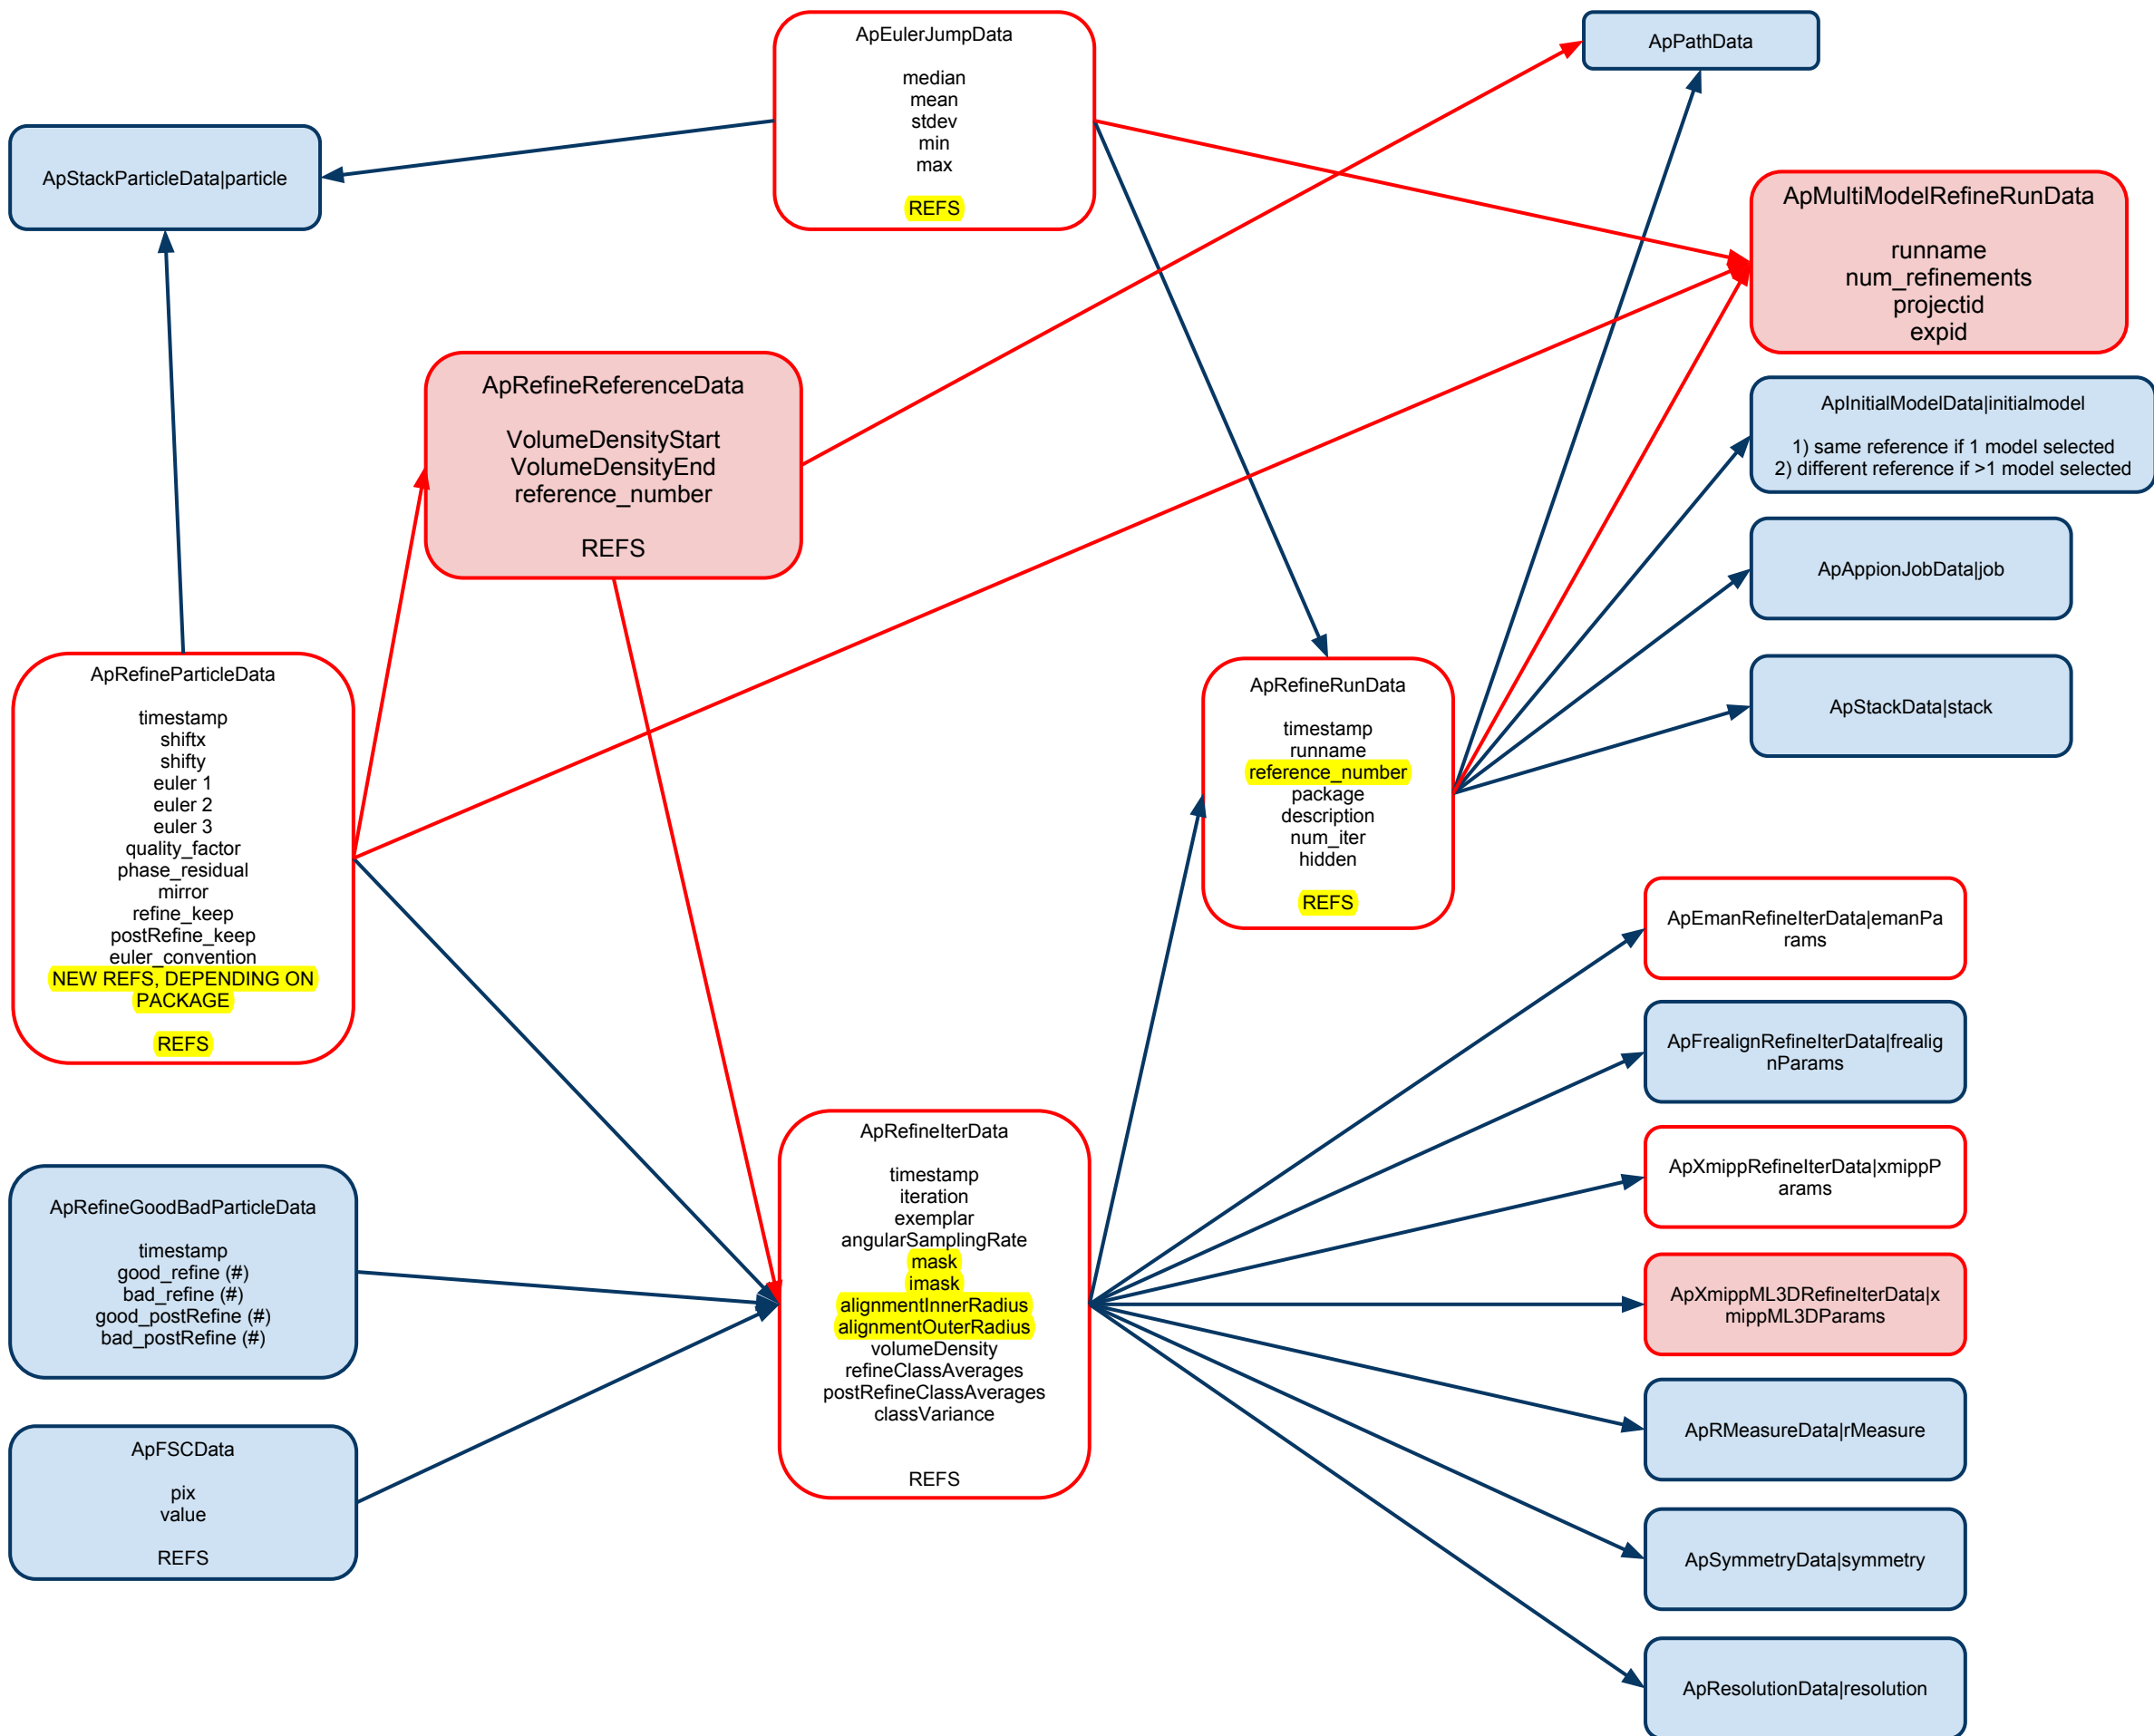 ApEulerJumpData
median
mean
stdev
min
max
REFS
ApPathData
ApStackParticleData|particle
ApMultiModelRefineRunData
runname
num_refinements
projectid
expid
ApRefineReferenceData
VolumeDensityStart
VolumeDensityEnd
reference_number
REFS
ApInitialModelData|initialmodel
1) same reference if 1 model selected
2) different reference if >1 model selected
ApAppionJobData|job
ApStackData|stack
ApRefineParticleData
timestamp
shiftx
shifty
euler 1
euler 2
euler 3
quality_factor
phase_residual
mirror
refine_keep
postRefine_keep
euler_convention
NEW REFS, DEPENDING ON
PACKAGE
REFS
ApRefineRunData
timestamp
runname
reference_number
package
description
num_iter
hidden
REFS
ApEmanRefineIterData|emanPa
rams
ApFrealignRefineIterData|frealig
nParams
ApXmippRefineIterData|xmippP
arams
ApXmippML3DRefineIterData|x
mippML3DParams
ApRMeasureData|rMeasure
ApSymmetryData|symmetry
ApResolutionData|resolution
ApRefineIterData
timestamp
iteration
exemplar
angularSamplingRate
mask
imask
alignmentInnerRadius
alignmentOuterRadius
volumeDensity
refineClassAverages
postRefineClassAverages
classVariance
REFS
ApRefineGoodBadParticleData
timestamp
good_refine (#)
bad_refine (#)
good_postRefine (#)
bad_postRefine (#)
ApFSCData
pix
value
REFS